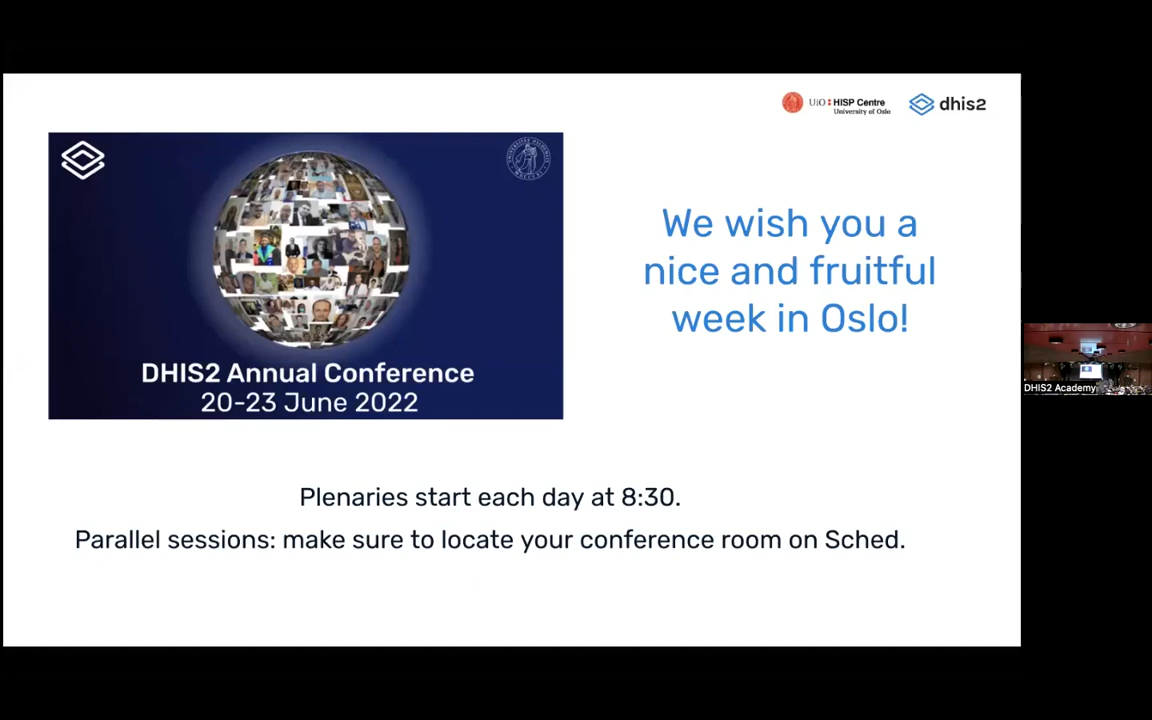 UiO : HISP Centre
University of Oslo
dhis2
We wish you a
nice and fruitful
week in Oslo!
DHIS2 Annual Conference
20-23 June 2022
DHIS2 Academy
Plenaries start each day at 8:30.
Parallel sessions: make sure to locate your conference room on Sched.